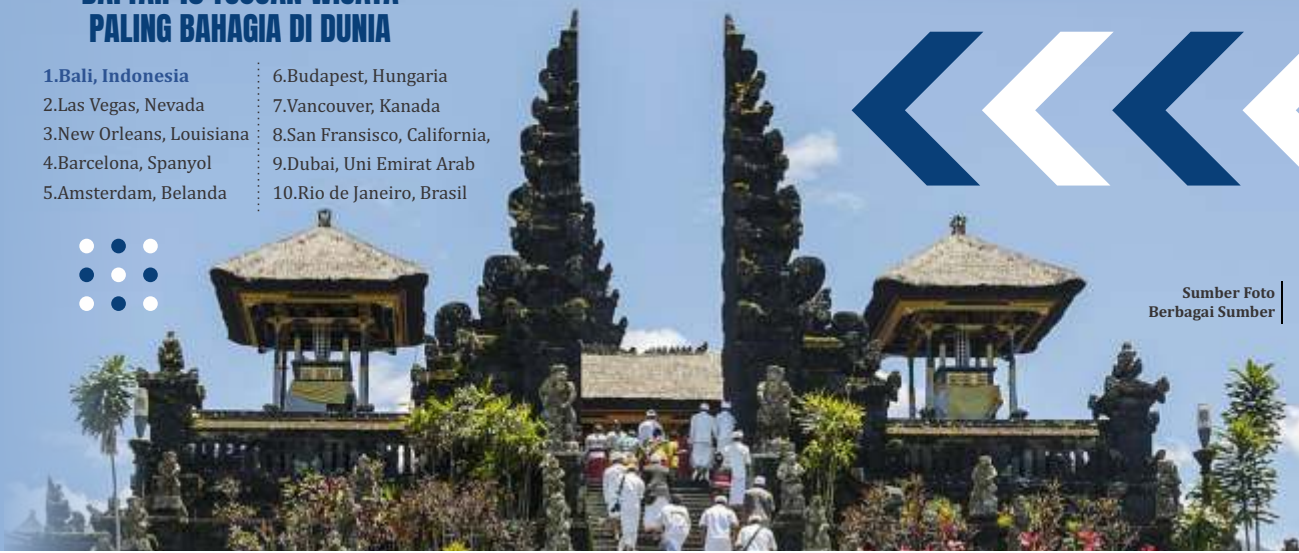 PALING BAHAGIA DI DUNIA
1.Bali, Indonesia
2.Las Vegas, Nevada
3.New Orleans, Louisiana
4.Barcelona, Spanyol
5.Amsterdam, Belanda
6.Budapest, Hungaria
7.Vancouver, Kanada
8.San Fransisco, California,
9.Dubai, Uni Emirat Arab
10.Rio de Janeiro, Brasil
Sumber Foto
Berbagai Sumber